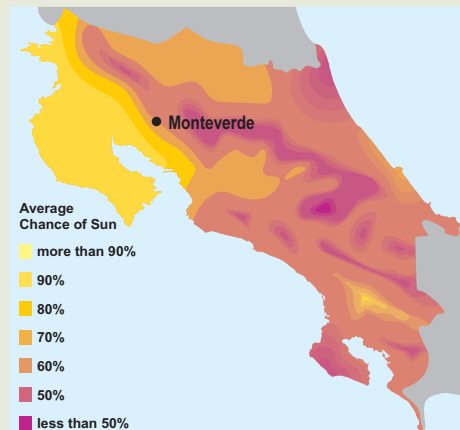 Monteverde
Average
Chance of Sun
more than 90%
90%
80%
70%
60%
50%
less than 50%